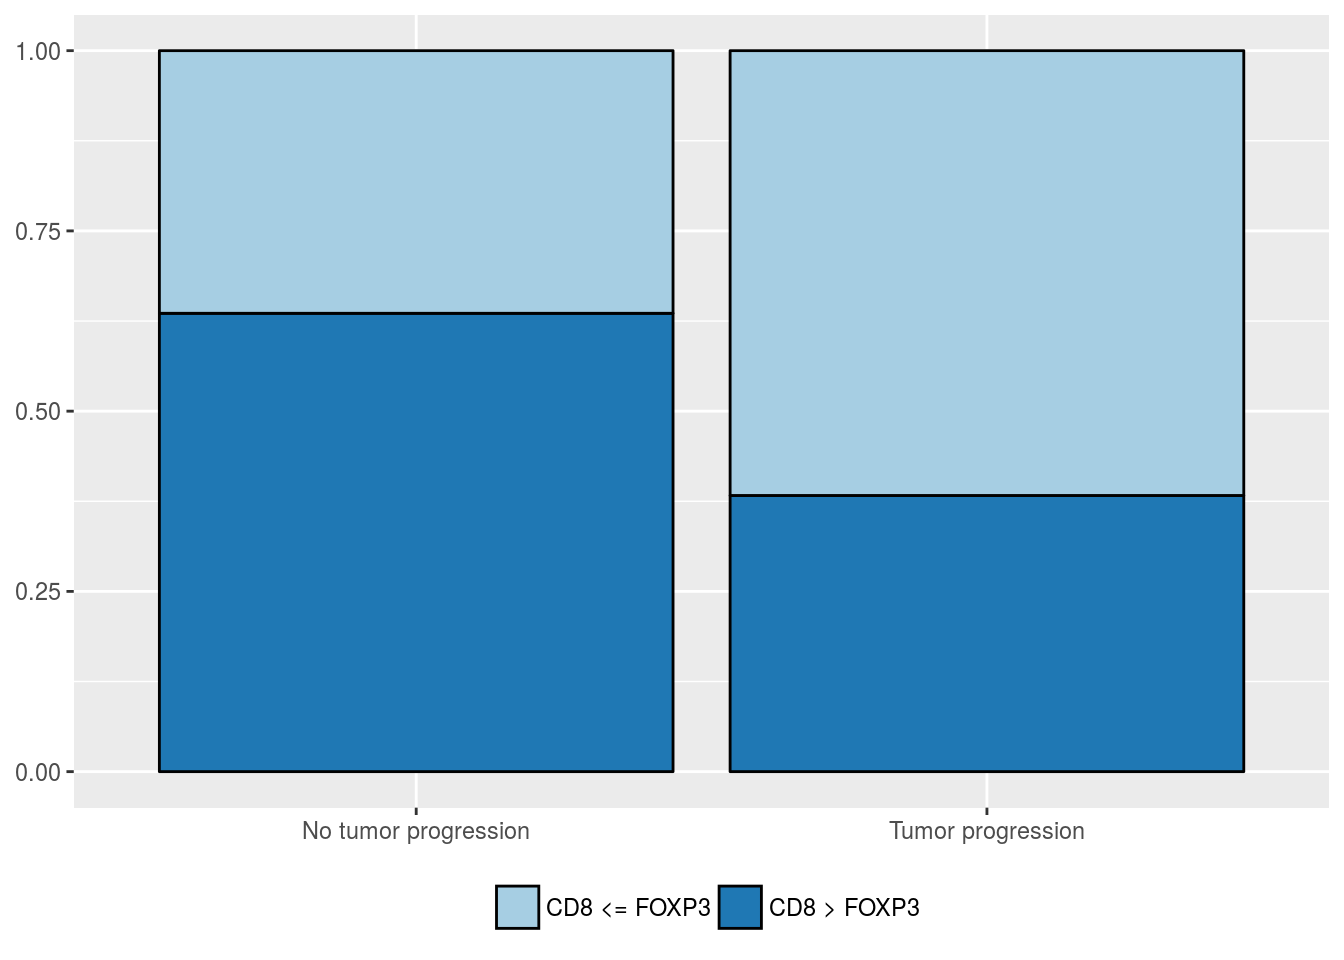 1.00
0.75
0.50
0.25
0.00
No tumor progression
Tumor progression
CD8 <= FOXP3
CD8 > FOXP3